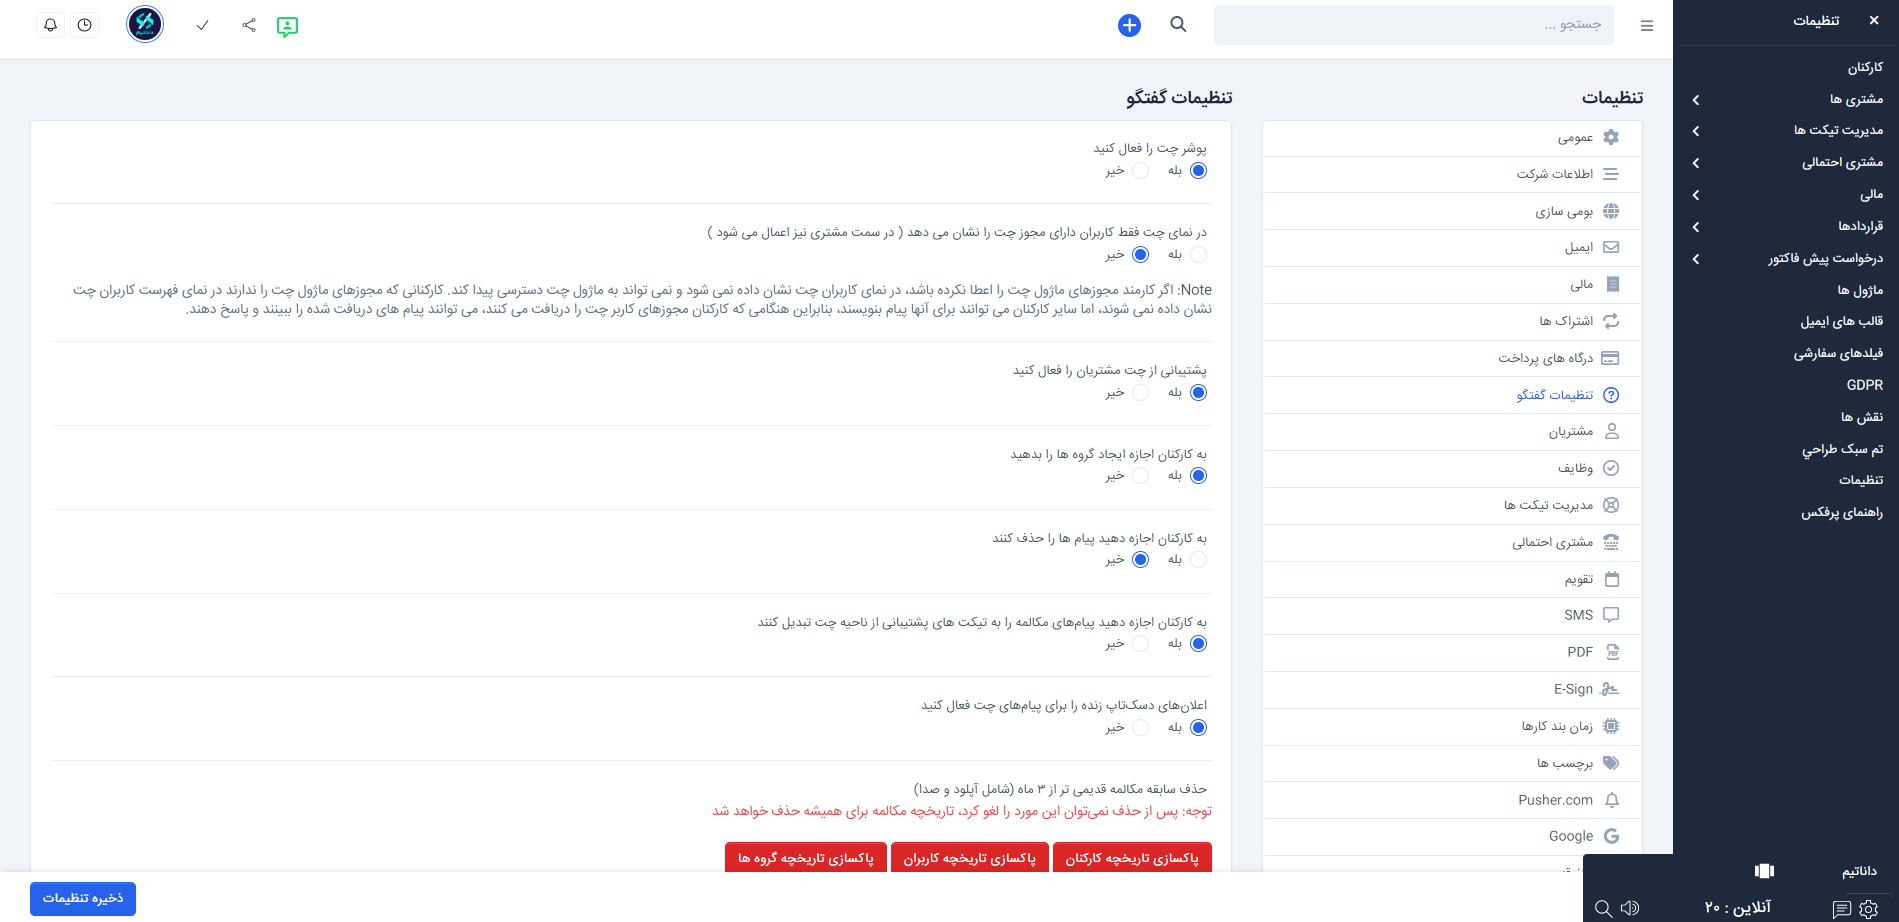 تنظیمات
کارکنان
مشتری ها
مدیریت تیکت ها
مشتری احتمالی
مالی
قراردادها
درخواست پیش فاکتور
ماژول ها
قالب های ایمیل
فیلدهای سفارشی
GDPR
نقش ها
تم سبک طراحي
تنظیمات
راهنمای پرفکس
داناتیم
آنلاین : ۲۰
جستجو ...
تنظیمات
عمومی
اطلاعات شرکت
بومی سازی
ایمیل
مالی
اشتراک ها
درگاه های پرداخت
تنظیمات گفتگو
مشتریان
وظایف
مدیریت تیکت ها
مشتری احتمالی
تقویم
SMS
PDF
E-Sign
زمان بند کارها
برچسب ها
Pusher.com
Google
تنظیمات گفتگو
پوشر چت را فعال کنید
بله خیر
در نمای چت فقط کاربران دارای مجوز چت را نشان می دهد ( در سمت مشتری نیز اعمال می شود )
بله خیر
Note: اگر کارمند مجوزهای ماژول چت را اعطا نکرده باشد، در نمای کاربران چت نشان داده نمی شود و نمی تواند به ماژول چت دسترسی پیدا کند. کارکنانی که مجوزهای ماژول چت را ندارند در نمای فهرست کاربران چت
نشان داده نمی شوند، اما سایر کارکنان می توانند برای آنها پیام بنویسند، بنابراین هنگامی که کارکنان مجوزهای کاربر چت را دریافت می کنند، می توانند پیام های دریافت شده را ببینند و پاسخ دهند.
پشتیبانی از چت مشتریان را فعال کنید
بله خیر
به کارکنان اجازه ایجاد گروه ها را بدهید
بله خیر
به کارکنان اجازه دهید پیام ها را حذف کنند
بله خیر
به کارکنان اجازه دهید پیام‌های مکالمه را به تیکت های پشتیبانی از ناحیه چت تبدیل کنند
بله خیر
اعلان‌های دسک‌تاپ زنده را برای پیام‌های چت فعال کنید
بله خیر
حذف سابقه مکالمه قدیمی تر از ۳ ماه (شامل آپلود و صدا)
توجه: پس از حذف نمی‌توان این مورد را لغو کرد، تاریخچه مکالمه برای همیشه حذف خواهد شد
پاکسازی تاریخچه کارکنان
پاکسازی تاریخچه کاربران
پاکسازی تاریخچه گروه ها
ذخیره تنظیمات